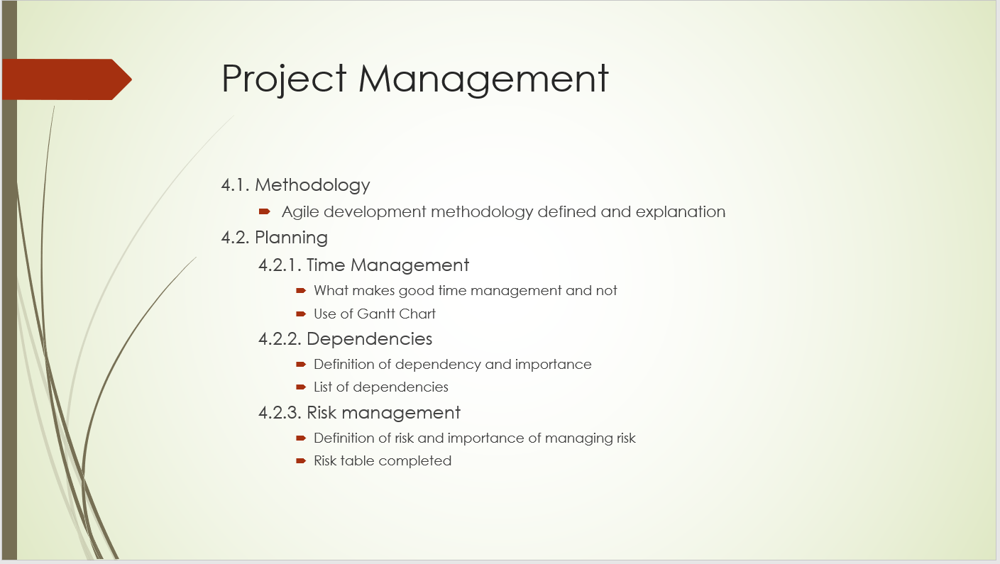 Project Management
4.1. Methodology
Agile development methodology defined and explanation
4.2. Planning
4.2.1. Time Management
What makes good time management and not
Use of Gantt Chart
4.2.2. Dependencies
Definition of dependency and importance
List of dependencies
4.2.3. Risk management
Definition of risk and importance of managing risk
Risk table completed